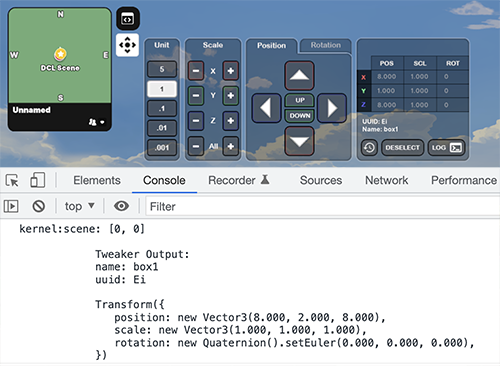 N
W
E
DCL Scene
S
Unnamed
Unit
5
1
.1
.01
.001
Scale
X
Y
Z
All
Position
Rotation
UP
DOWN
POS SCL ROT
X 8.000 1.000 0
Y 1.000 1.000 0
Z 8.000 1.000 0
UUID: Ei
Name: box1
DESELECT
LOG
Elements Console Recorder Sources Network Performance
top ▼ Filter
kernel:scene: [0, 0]
Tweaker Output:
name: box1
uuid: Ei
Transform({
position: new Vector3(8.000, 2.000, 8.000),
scale: new Vector3(1.000, 1.000, 1.000),
rotation: new Quaternion().setEuler(0.000, 0.000, 0.000),
})